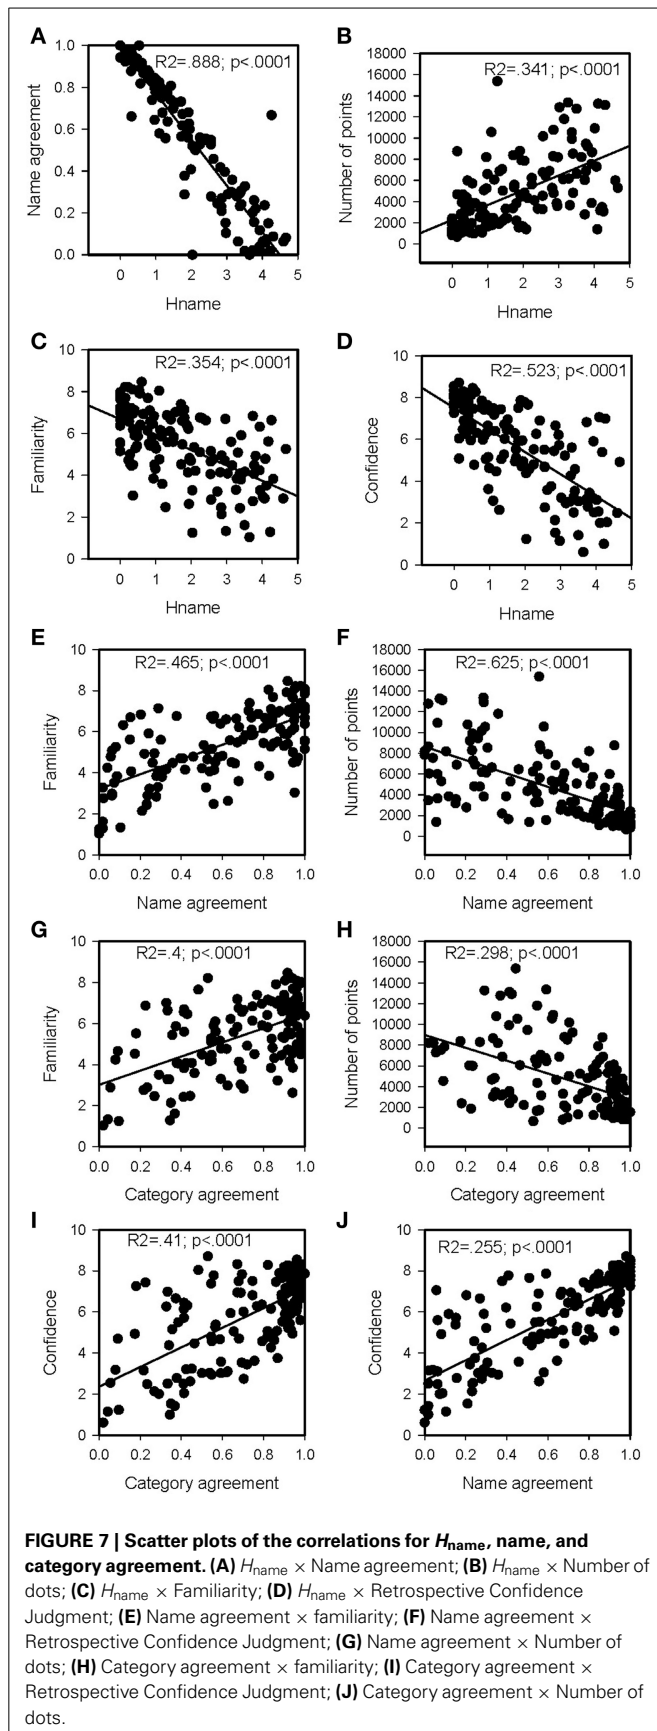 A
R2=.888; p<.0001
1.0
0.8
0.6
0.4
0.2
0.0
Name agreement
0 1 2 3 4 5
Hname
B
R2=.341; p<.0001
18000
16000
14000
12000
10000
8000
6000
4000
2000
0
Number of points
0 1 2 3 4 5
Hname
C
R2=.354; p<.0001
10
8
6
4
2
0
Familiarity
0 1 2 3 4 5
Hname
D
R2=.523; p<.0001
10
8
6
4
2
0
Confidence
0 1 2 3 4 5
Hname
E
R2=.465; p<.0001
10
8
6
4
2
0
Familiarity
0.0 0.2 0.4 0.6 0.8 1.0
Name agreement
F
R2=.625; p<.0001
18000
16000
14000
12000
10000
8000
6000
4000
2000
0
Number of points
0.0 0.2 0.4 0.6 0.8 1.0
Name agreement
G
R2=.4; p<.0001
10
8
6
4
2
0
Familiarity
0.0 0.2 0.4 0.6 0.8 1.0
Category agreement
H
R2=.298; p<.0001
18000
16000
14000
12000
10000
8000
6000
4000
2000
0
Number of points
0.0 0.2 0.4 0.6 0.8 1.0
Category agreement
I
R2=.41; p<.0001
10
8
6
4
2
0
Confidence
0.0 0.2 0.4 0.6 0.8 1.0
Category agreement
J
R2=.255; p<.0001
10
8
6
4
2
0
Confidence
0.0 0.2 0.4 0.6 0.8 1.0
Name agreement
FIGURE 7 | Scatter plots of the correlations for Hname, name, and
category agreement. (A) Hname × Name agreement; (B) Hname × Number of
dots; (C) Hname × Familiarity; (D) Hname × Retrospective Confidence
Judgment; (E) Name agreement × familiarity; (F) Name agreement ×
Retrospective Confidence Judgment; (G) Name agreement × Number of
dots; (H) Category agreement × familiarity; (I) Category agreement ×
Retrospective Confidence Judgment; (J) Category agreement × Number of
dots.